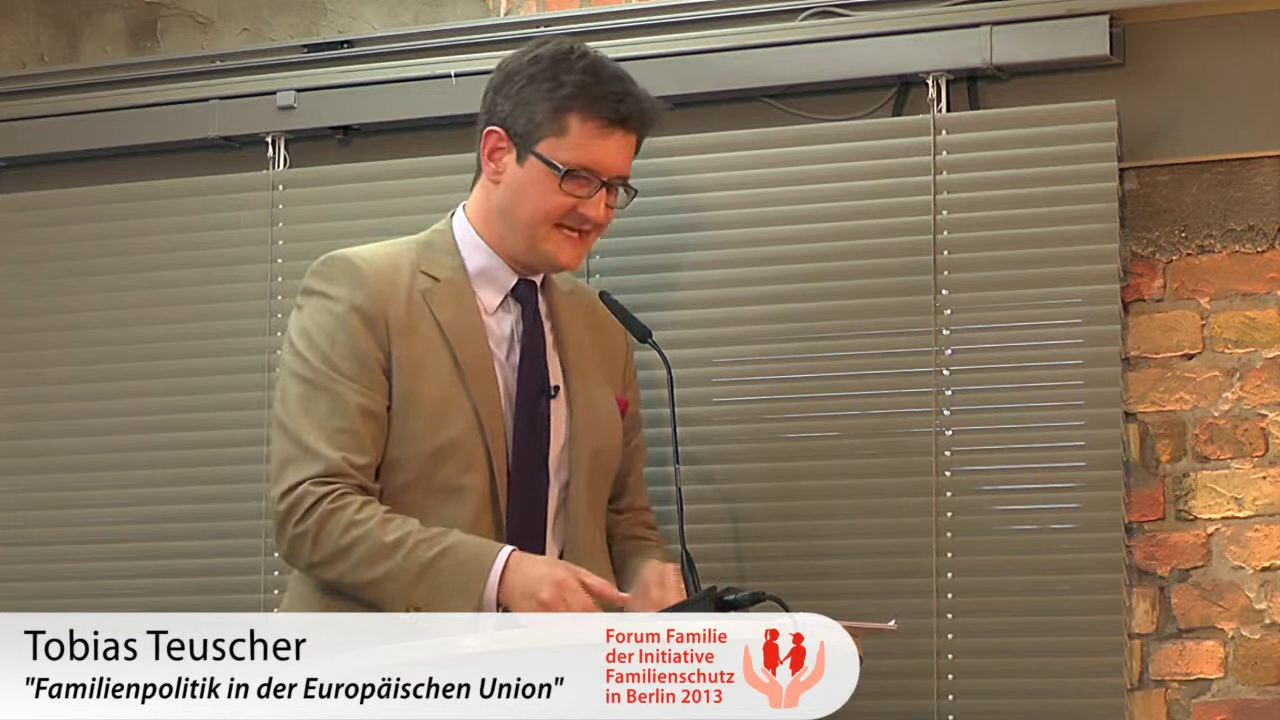 Tobias Teuscher
"Familienpolitik in der Europäischen Union"
Forum Familie
der Initiative
Familienschutz
in Berlin 2013